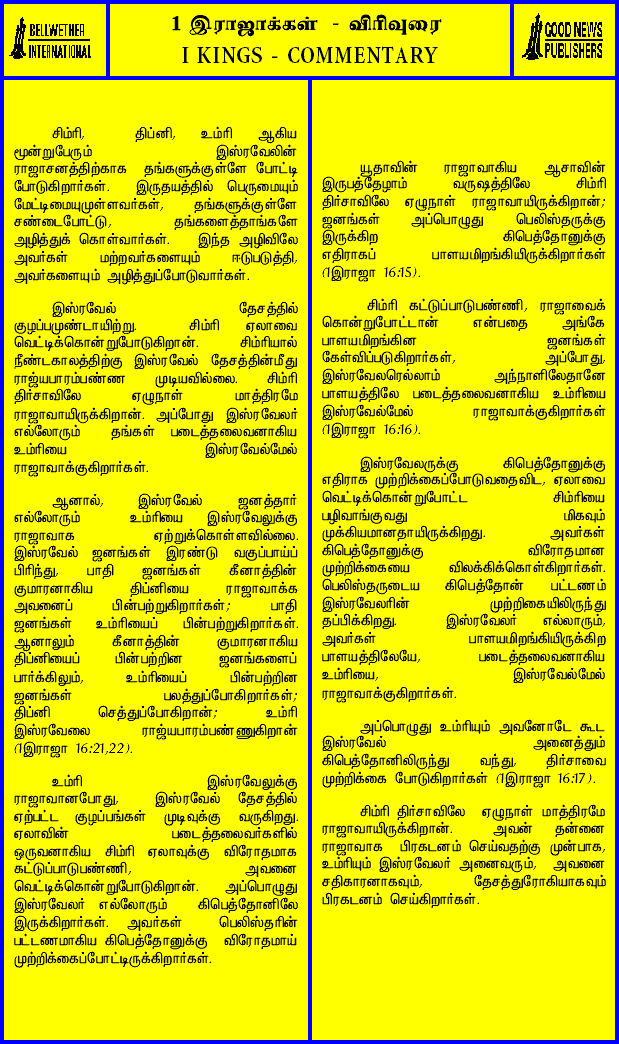 BELLWETHER
INTERNATIONAL
1 இராஜாக்கள் - விரிவுரை
I KINGS - COMMENTARY
GOOD NEWS
PUBLISHERS
சிம்ரி, திப்னி, உம்ரி ஆகிய
மூன்றுபேரும் இஸ்ரவேலின்
ராஜாசனத்திற்காக தங்களுக்குள்ளே போட்டி
போடுகிறார்கள். இருதயத்தில் பெருமையும்
மேட்டிமையுமுள்ளவர்கள், தங்களுக்குள்ளே
சண்டைபோட்டு, தங்களைத்தாங்களே
அழித்துக் கொள்வார்கள். இந்த அழிவிலே
அவர்கள் மற்றவர்களையும் ஈடுபடுத்தி,
அவர்களையும் அழித்துப்போடுவார்கள்.
இஸ்ரவேல் தேசத்தில்
குழப்பமுண்டாயிற்று. சிம்ரி ஏலாவை
வெட்டிக்கொன்றுபோடுகிறான். சிம்ரியால்
நீண்டகாலத்திற்கு இஸ்ரவேல் தேசத்தின்மீது
ராஜ்யபாரம்பண்ண முடியவில்லை. சிம்ரி
திர்சாவிலே ஏழுநாள் மாத்திரமே
ராஜாவாயிருக்கிறான். அப்போது இஸ்ரவேலர்
எல்லோரும் தங்கள் படைத்தலைவனாகிய
உம்ரியை இஸ்ரவேல்மேல்
ராஜாவாக்குகிறார்கள்.
ஆனால், இஸ்ரவேல் ஜனத்தார்
எல்லோரும் உம்ரியை இஸ்ரவேலுக்கு
ராஜாவாக ஏற்றுக்கொள்ளவில்லை.
இஸ்ரவேல் ஜனங்கள் இரண்டு வகுப்பாய்ப்
பிரிந்து, பாதி ஜனங்கள் கீனாத்தின்
குமாரனாகிய திப்னியை ராஜாவாக்க
அவனைப் பின்பற்றுகிறார்கள்; பாதி
ஜனங்கள் உம்ரியைப் பின்பற்றுகிறார்கள்.
ஆனாலும் கீனாத்தின் குமாரனாகிய
திப்னியைப் பின்பற்றின ஜனங்களைப்
பார்க்கிலும், உம்ரியைப் பின்பற்றின
ஜனங்கள் பலத்துப்போகிறார்கள்;
திப்னி செத்துப்போகிறான்; உம்ரி
இஸ்ரவேலை ராஜ்யபாரம்பண்ணுகிறான்
(1இராஜா 16:21,22).
உம்ரி இஸ்ரவேலுக்கு
ராஜாவானபோது, இஸ்ரவேல் தேசத்தில்
ஏற்பட்ட குழப்பங்கள் முடிவுக்கு வருகிறது.
ஏலாவின் படைத்தலைவர்களில்
ஒருவனாகிய சிம்ரி ஏலாவுக்கு விரோதமாக
கட்டுப்பாடுபண்ணி, அவனை
வெட்டிக்கொன்றுபோடுகிறான். அப்பொழுது
இஸ்ரவேலர் எல்லோரும் கிபெத்தோனிலே
இருக்கிறார்கள். அவர்கள் பெலிஸ்தரின்
பட்டணமாகிய கிபெத்தோனுக்கு விரோதமாய்
முற்றிக்கைப்போட்டிருக்கிறார்கள்.
யூதாவின் ராஜாவாகிய ஆசாவின்
இருபத்தேழாம் வருஷத்திலே சிம்ரி
திர்சாவிலே ஏழுநாள் ராஜாவாயிருக்கிறான்;
ஜனங்கள் அப்பொழுது பெலிஸ்தருக்கு
இருக்கிற கிபெத்தோனுக்கு
எதிராகப் பாளயமிறங்கியிருக்கிறார்கள்
(1இராஜா 16:15).
சிம்ரி கட்டுப்பாடுபண்ணி, ராஜாவைக்
கொன்றுபோட்டான் என்பதை அங்கே
பாளயமிறங்கின ஜனங்கள்
கேள்விப்படுகிறார்கள், அப்போது,
இஸ்ரவேலரெல்லாம் அந்நாளிலேதானே
பாளயத்திலே படைத்தலைவனாகிய உம்ரியை
இஸ்ரவேல்மேல் ராஜாவாக்குகிறார்கள்
(1இராஜா 16:16).
இஸ்ரவேலருக்கு கிபெத்தோனுக்கு
எதிராக முற்றிக்கைப்போடுவதைவிட, ஏலாவை
வெட்டிக்கொன்றுபோட்ட சிம்ரியை
பழிவாங்குவது மிகவும்
முக்கியமானதாயிருக்கிறது. அவர்கள்
கிபெத்தோனுக்கு விரோதமான
முற்றிக்கையை விலக்கிக்கொள்கிறார்கள்.
பெலிஸ்தருடைய கிபெத்தோன் பட்டணம்
இஸ்ரவேலரின் முற்றிகையிலிருந்து
தப்பிக்கிறது. இஸ்ரவேலர் எல்லாரும்,
அவர்கள் பாளயமிறங்கியிருக்கிற
பாளயத்திலேயே, படைத்தலைவனாகிய
உம்ரியை, இஸ்ரவேல்மேல்
ராஜாவாக்குகிறார்கள்.
அப்பொழுது உம்ரியும் அவனோடே கூட
இஸ்ரவேல் அனைத்தும்
கிபெத்தோனிலிருந்து வந்து, திர்சாவை
முற்றிக்கை போடுகிறார்கள் (1இராஜா 16:17).
சிம்ரி திர்சாவிலே ஏழுநாள் மாத்திரமே
ராஜாவாயிருக்கிறான். அவன் தன்னை
ராஜாவாக பிரகடனம் செய்வதற்கு முன்பாக,
உம்ரியும் இஸ்ரவேலர் அனைவரும், அவனை
சதிகாரனாகவும், தேசத்துரோகியாகவும்
பிரகடனம் செய்கிறார்கள்.